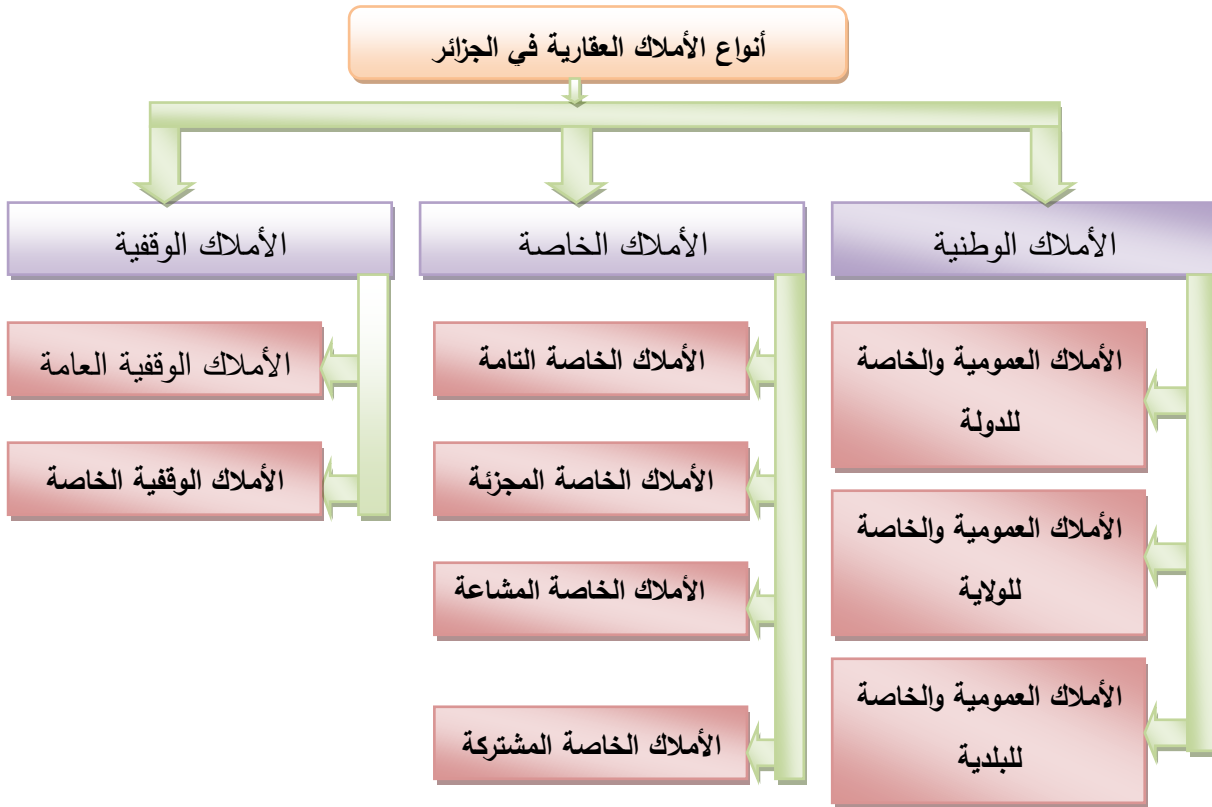 أنواع الأملاك العقارية في الجزائر
الأملاك الوطنية
الأملاك العمومية والخاصة
للدولة
الأملاك العمومية والخاصة
للولاية
الأملاك العمومية والخاصة
للبلدية
الأملاك الخاصة
الأملاك الخاصة التامة
الأملاك الخاصة المجزئة
الأملاك الخاصة المشاعة
الأملاك الخاصة المشتركة
الأملاك الوقفية
الأملاك الوقفية العامة
الأملاك الوقفية الخاصة